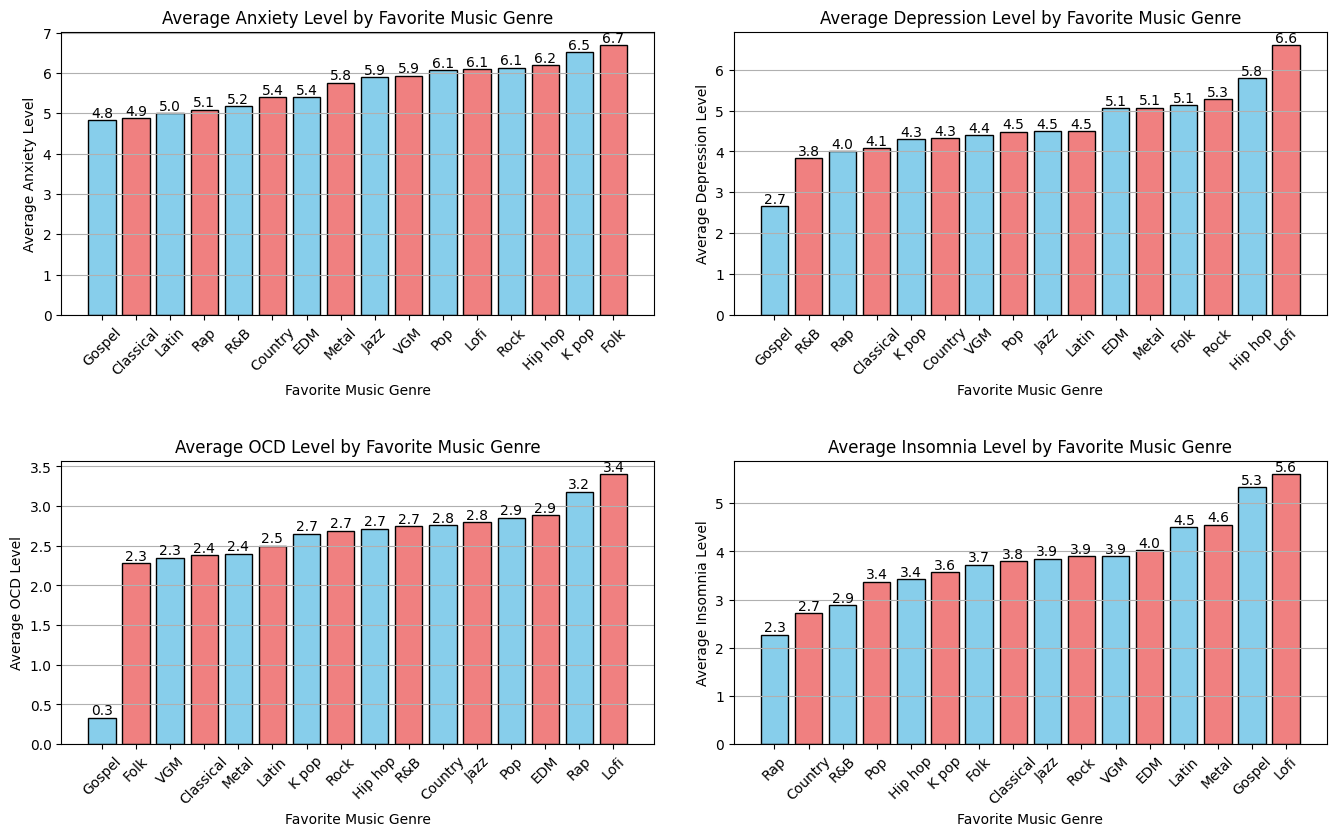 Average Anxiety Level by Favorite Music Genre
Average Anxiety Level
7
6
5
4
3
2
1
0
4.8 4.9 5.0 5.1 5.2 5.4 5.4 5.8 5.9 5.9 6.1 6.1 6.1 6.2 6.5 6.7
Gospel Classical Latin Rap R&B Country EDM Metal Jazz VGM Pop Lofi Rock Hip hop K pop Folk
Favorite Music Genre
Average Depression Level by Favorite Music Genre
Average Depression Level
6
5
4
3
2
1
0
2.7 3.8 4.0 4.1 4.3 4.3 4.4 4.5 4.5 4.5 5.1 5.1 5.1 5.3 5.8 6.6
Gospel R&B Rap Classical K pop Country VGM Pop Jazz Latin EDM Metal Folk Rock Hip hop Lofi
Favorite Music Genre
Average OCD Level by Favorite Music Genre
Average OCD Level
3.5
3.0
2.5
2.0
1.5
1.0
0.5
0.0
0.3 2.3 2.3 2.4 2.4 2.5 2.7 2.7 2.7 2.7 2.8 2.8 2.9 2.9 3.2 3.4
Gospel Folk VGM Classical Metal Latin K pop Rock Hip hop R&B Country Jazz Pop EDM Rap Lofi
Favorite Music Genre
Average Insomnia Level by Favorite Music Genre
Average Insomnia Level
5
4
3
2
1
0
2.3 2.7 2.9 3.4 3.4 3.6 3.7 3.8 3.9 3.9 3.9 4.0 4.5 4.6 5.3 5.6
Rap Country R&B Pop Hip hop K pop Folk Classical Jazz Rock VGM EDM Latin Metal Gospel Lofi
Favorite Music Genre